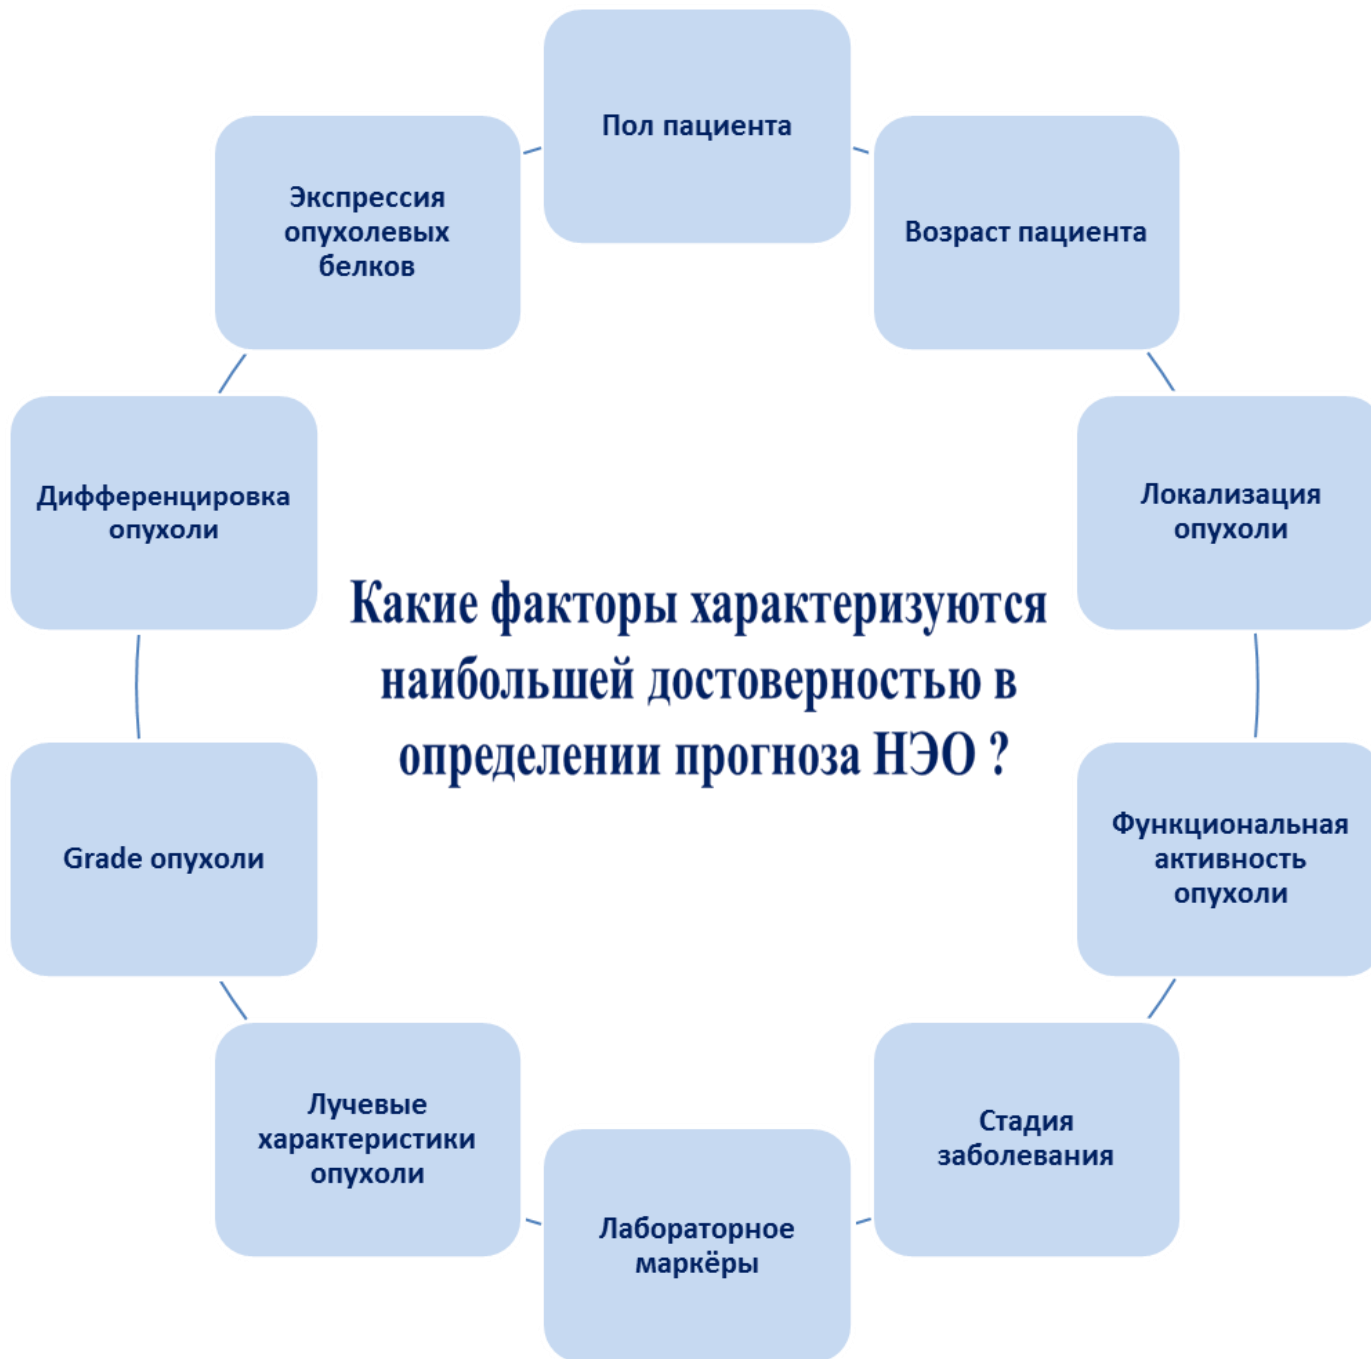 Пол пациента
Возраст пациента
Локализация
опухоли
Функциональная
активность
опухоли
Стадия
заболевания
Лабораторное
маркёры
Лучевые
характеристики
опухоли
Grade опухоли
Дифференцировка
опухоли
Экспрессия
опухолевых
белков
Какие факторы характеризуются
наибольшей достоверностью в
определении прогноза НЭО ?